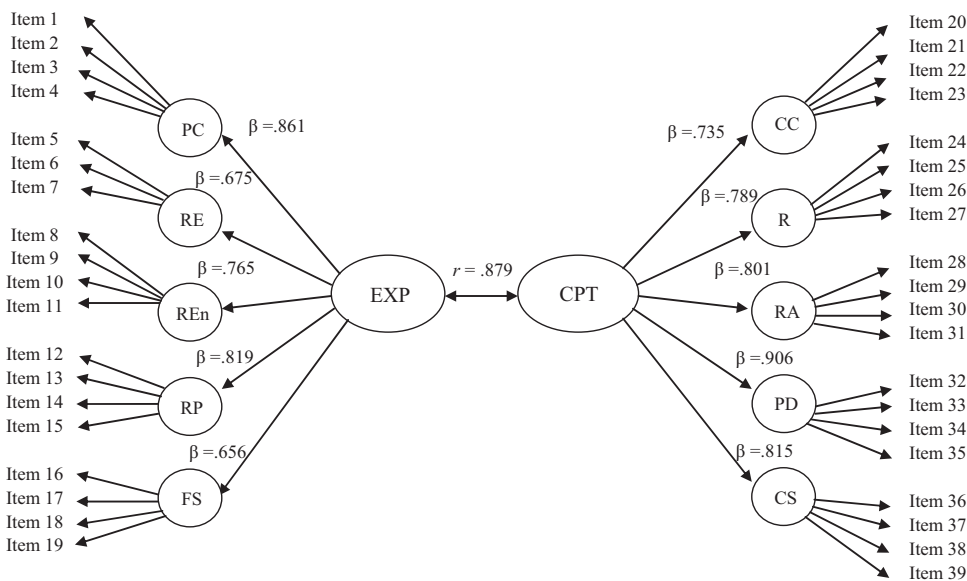 Item 1
Item 2
Item 3
Item 4
PC
β =.861
Item 5
Item 6
Item 7
RE
β =.675
Item 8
Item 9
Item 10
Item 11
REn
β =.765
Item 12
Item 13
Item 14
Item 15
RP
β =.819
Item 16
Item 17
Item 18
Item 19
FS
β =.656
EXP
r = .879
CPT
β =.735
CC
Item 20
Item 21
Item 22
Item 23
β =.789
R
Item 24
Item 25
Item 26
Item 27
β =.801
RA
Item 28
Item 29
Item 30
Item 31
β =.906
PD
Item 32
Item 33
Item 34
Item 35
β =.815
CS
Item 36
Item 37
Item 38
Item 39